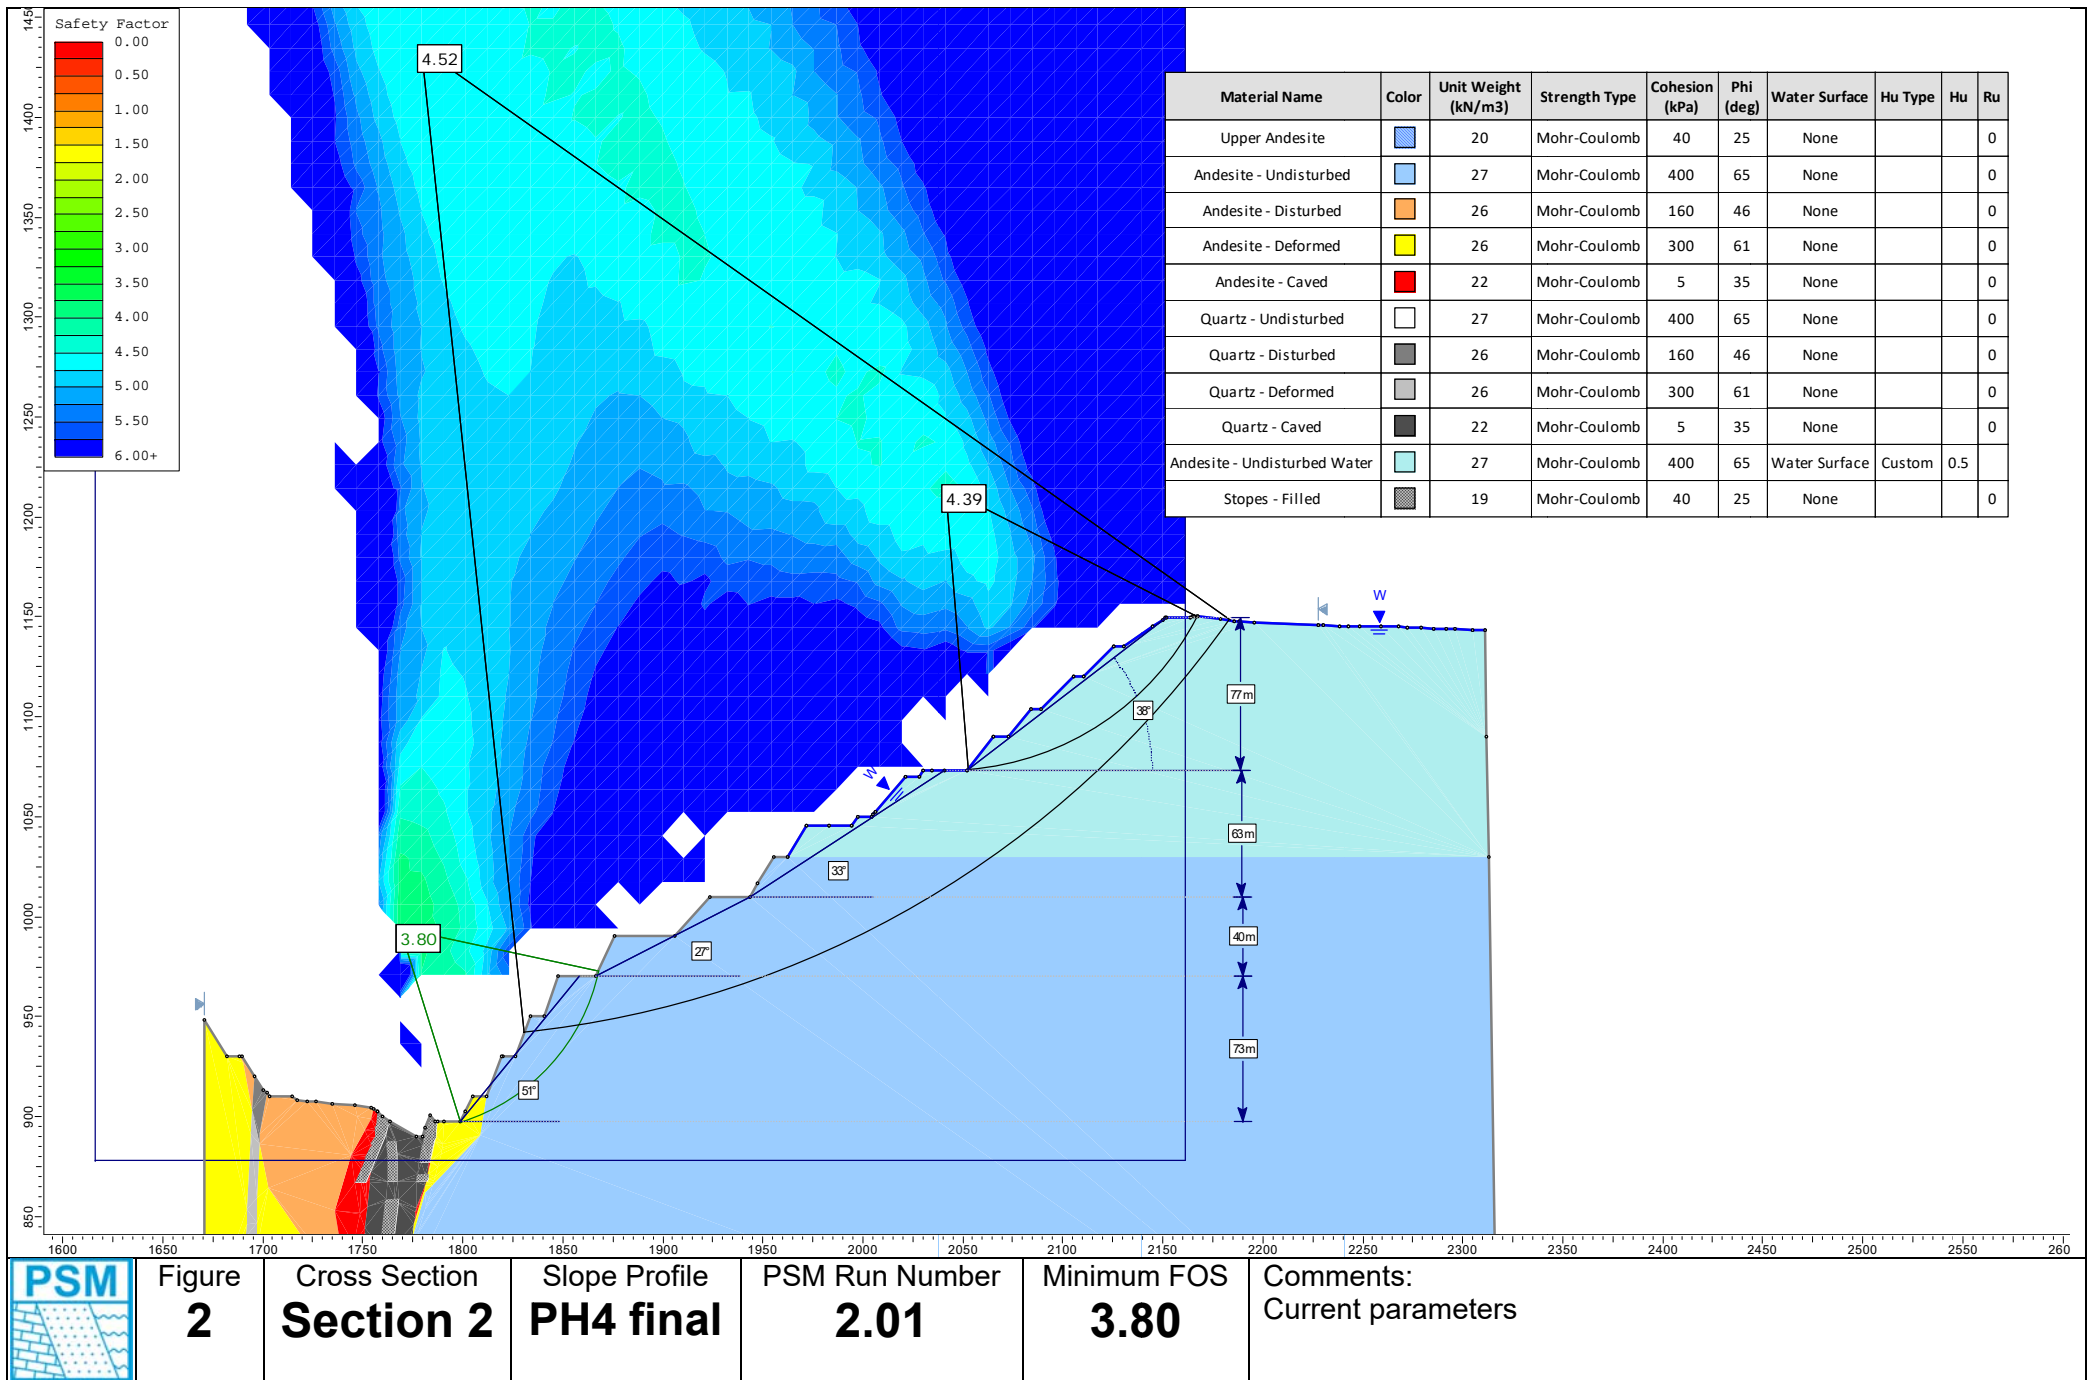 Safety Factor
0.00
0.50
1.00
1.50
2.00
2.50
3.00
3.50
4.00
4.50
5.00
5.50
6.00+
1450
1400
1350
1300
1250
1200
1150
1100
1050
1000
950
900
850
4.52
4.39
3.80
Material Name Color Unit Weight (kN/m3) Strength Type Cohesion (kPa) Phi (deg) Water Surface Hu Type Hu Ru
Upper Andesite 20 Mohr-Coulomb 40 25 None 0
Andesite - Undisturbed 27 Mohr-Coulomb 400 65 None 0
Andesite - Disturbed 26 Mohr-Coulomb 160 46 None 0
Andesite - Deformed 26 Mohr-Coulomb 300 61 None 0
Andesite - Caved 22 Mohr-Coulomb 5 35 None 0
Quartz - Undisturbed 27 Mohr-Coulomb 400 65 None 0
Quartz - Disturbed 26 Mohr-Coulomb 160 46 None 0
Quartz - Deformed 26 Mohr-Coulomb 300 61 None 0
Quartz - Caved 22 Mohr-Coulomb 5 35 None 0
Andesite - Undisturbed Water 27 Mohr-Coulomb 400 65 Water Surface Custom 0.5
Stopes - Filled 19 Mohr-Coulomb 40 25 None 0
W
W
77m
38°
63m
33°
40m
27°
73m
51°
1600 1650 1700 1750 1800 1850 1900 1950 2000 2050 2100 2150 2200 2250 2300 2350 2400 2450 2500 2550 260
PSM
Figure
2
Cross Section
Section 2
Slope Profile
PH4 final
PSM Run Number
2.01
Minimum FOS
3.80
Comments:
Current parameters